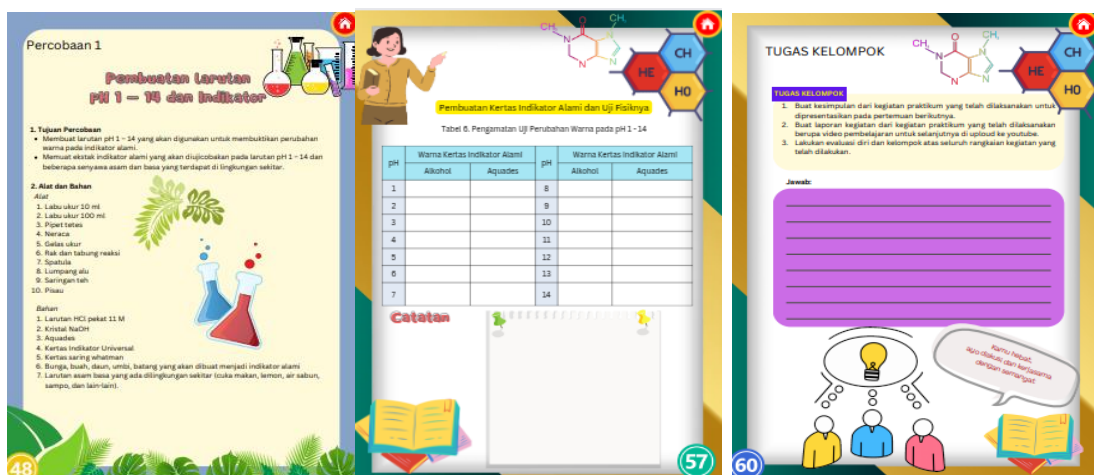 Percobaan 1
Pembuatan Larutan
pH 1 – 14 dan Indikator
1. Tujuan Percobaan
• Membuat larutan pH 1 – 14 yang akan digunakan untuk membuktikan perubahan
warna pada indikator alami.
• Memuat ekstak indikator alami yang akan diujicobakan pada larutan pH 1 – 14 dan
beberapa senyawa asam dan basa yang terdapat di lingkungan sekitar.
2. Alat dan Bahan
Alat
1. Labu ukur 10 ml
2. Labu ukur 100 ml
3. Pipet tetes
4. Neraca
5. Gelas ukur
6. Rak dan tabung reaksi
7. Spatula
8. Lumpang alu
9. Saringan teh
10. Pisau
Bahan
1. Larutan HCl pekat 11 M
2. Kristal NaOH
3. Aquades
4. Kertas Indikator Universal
5. Kertas saring whatman
6. Bunga, buah, daun, umbi, batang yang akan dibuat menjadi indikator alami
7. Larutan asam basa yang ada dilingkungan sekitar (cuka makan, lemon, air sabun,
sampo, dan lain-lain).
48
CH3 O CH3
N N
N N
CH
HE
HO
Pembuatan Kertas Indikator Alami dan Uji Fisiknya
Tabel 6. Pengamatan Uji Perubahan Warna pada pH 1 - 14
pH Warna Kertas Indikator Alami pH Warna Kertas Indikator Alami
Alkohol Aquades Alkohol Aquades
1 8
2 9
3 10
4 11
5 12
6 13
7 14
Catatan
57
TUGAS KELOMPOK
CH3 O CH3
N N
N N
CH
HE
HO
TUGAS KELOMPOK
1. Buat kesimpulan dari kegiatan praktikum yang telah dilaksanakan untuk
dipresentasikan pada pertemuan berikutnya.
2. Buat laporan kegiatan dari kegiatan praktikum yang telah dilaksanakan
berupa video pembelajaran untuk selanjutnya di uploud ke youtube.
3. Lakukan evaluasi diri dan kelompok atas seluruh rangkaian kegiatan yang
telah dilakukan.
Jawab:
Kamu hebat,
ayo diskusi dan kerjasama
dengan semangat
60